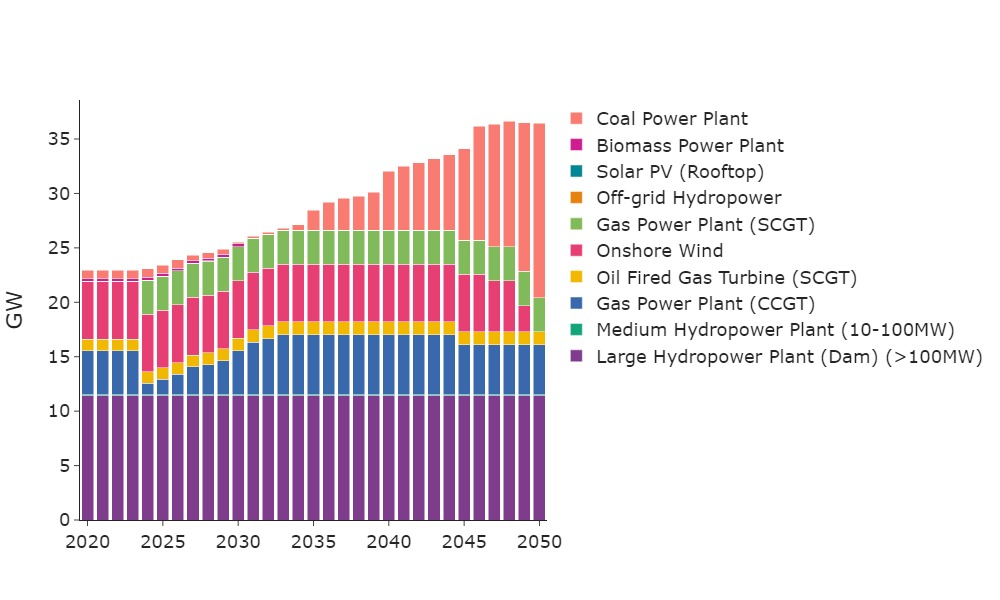 GW
35
30
25
20
15
10
5
0
2020 2025 2030 2035 2040 2045 2050
Coal Power Plant
Biomass Power Plant
Solar PV (Rooftop)
Off-grid Hydropower
Gas Power Plant (SCGT)
Onshore Wind
Oil Fired Gas Turbine (SCGT)
Gas Power Plant (CCGT)
Medium Hydropower Plant (10-100MW)
Large Hydropower Plant (Dam) (>100MW)